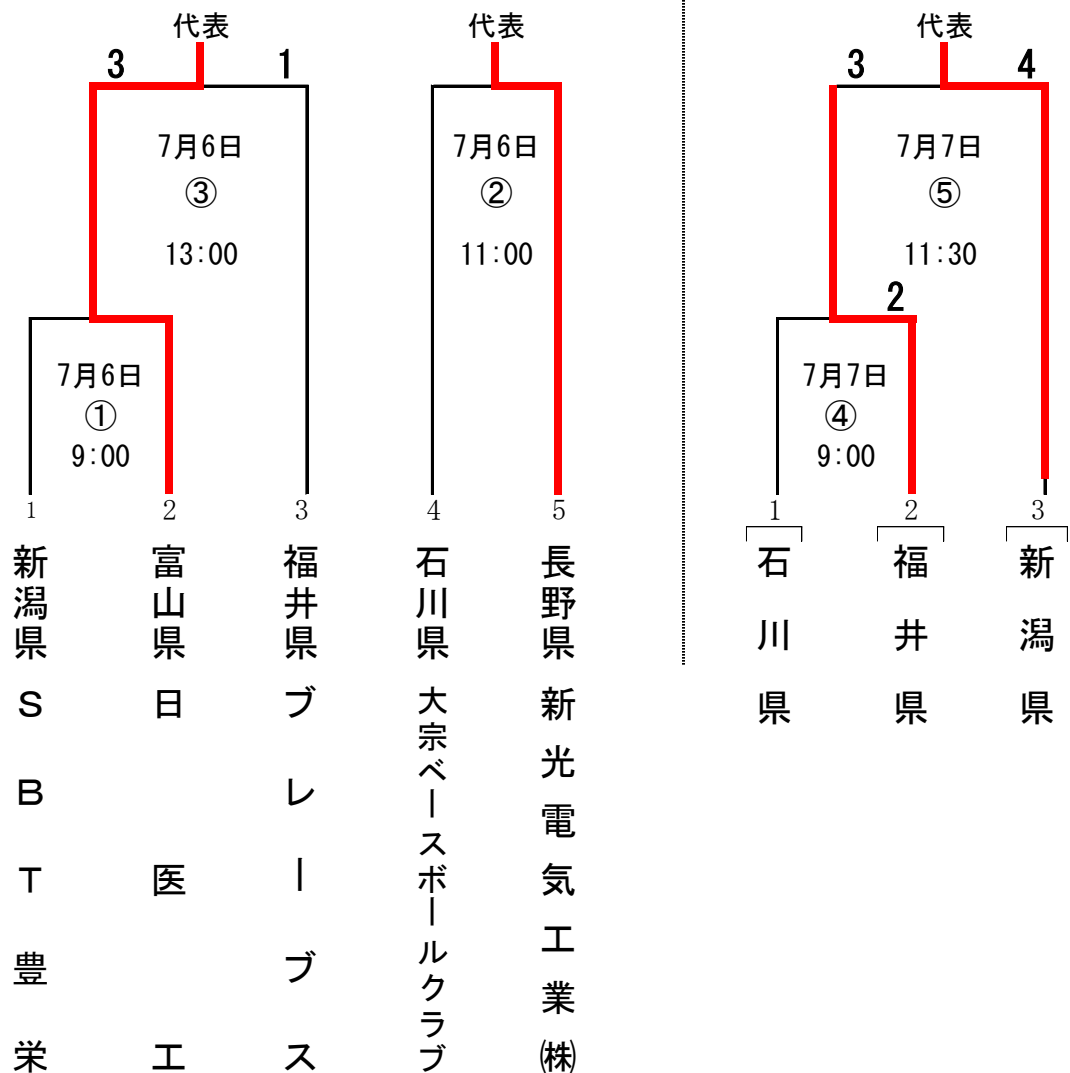 代表
3 1
7月6日
③
13:00
7月6日
①
9:00
代表
7月6日
②
11:00
1
新潟県
SBT豊栄
2
富山県
日医工
3
福井県
ブレーブス
4
石川県
大宗ベースボールクラブ
5
長野県
新光電気工業㈱
代表
3 4
7月7日
⑤
11:30
2
7月7日
④
9:00
1
石川県
2
福井県
3
新潟県